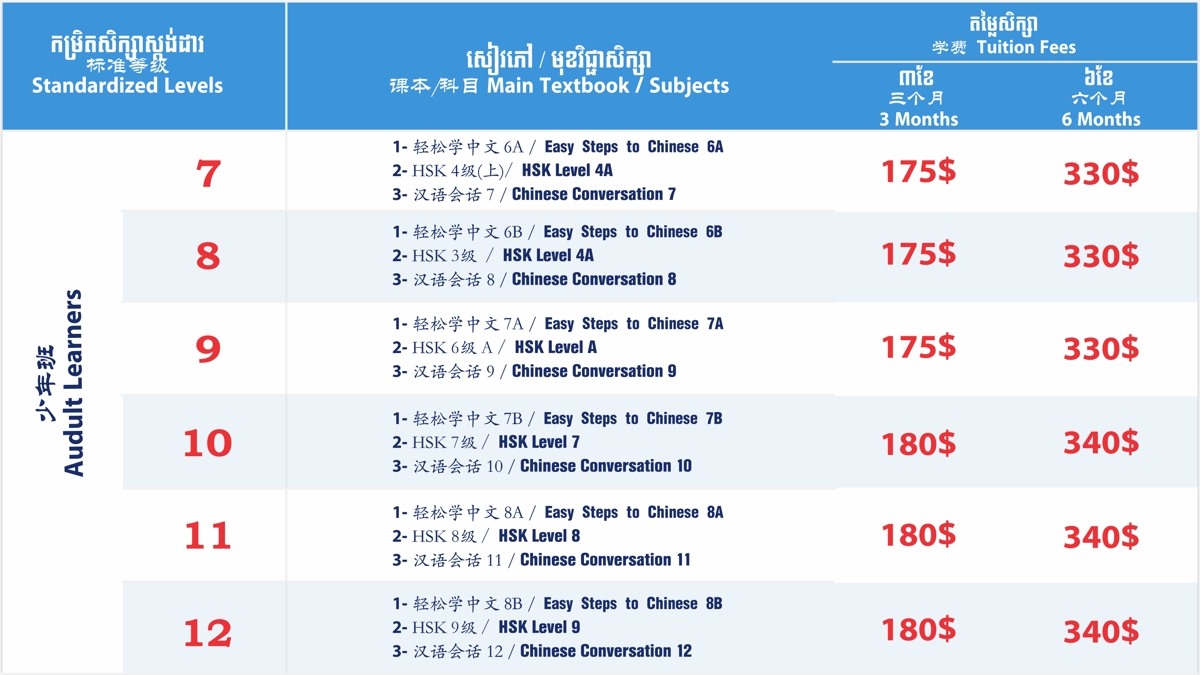 កម្រិតសិក្សាស្តង់ដារ
标准等级
Standardized Levels
សៀវភៅ / មុខវិជ្ជាសិក្សា
课本/科目 Main Textbook / Subjects
តម្លៃសិក្សា
学费 Tuition Fees
៣ខែ
三个月
3 Months
៦ខែ
六个月
6 Months
少年班
Audult Learners
7
1- 轻松学中文 6A / Easy Steps to Chinese 6A
2- HSK 4级(上)/ HSK Level 4A
3- 汉语会话 7 / Chinese Conversation 7
175$
330$
8
1- 轻松学中文 6B / Easy Steps to Chinese 6B
2- HSK 3级 / HSK Level 4A
3- 汉语会话 8 / Chinese Conversation 8
175$
330$
9
1- 轻松学中文 7A / Easy Steps to Chinese 7A
2- HSK 6级 A / HSK Level A
3- 汉语会话 9 / Chinese Conversation 9
175$
330$
10
1- 轻松学中文 7B / Easy Steps to Chinese 7B
2- HSK 7级 / HSK Level 7
3- 汉语会话 10 / Chinese Conversation 10
180$
340$
11
1- 轻松学中文 8A / Easy Steps to Chinese 8A
2- HSK 8级 / HSK Level 8
3- 汉语会话 11 / Chinese Conversation 11
180$
340$
12
1- 轻松学中文 8B / Easy Steps to Chinese 8B
2- HSK 9级 / HSK Level 9
3- 汉语会话 12 / Chinese Conversation 12
180$
340$